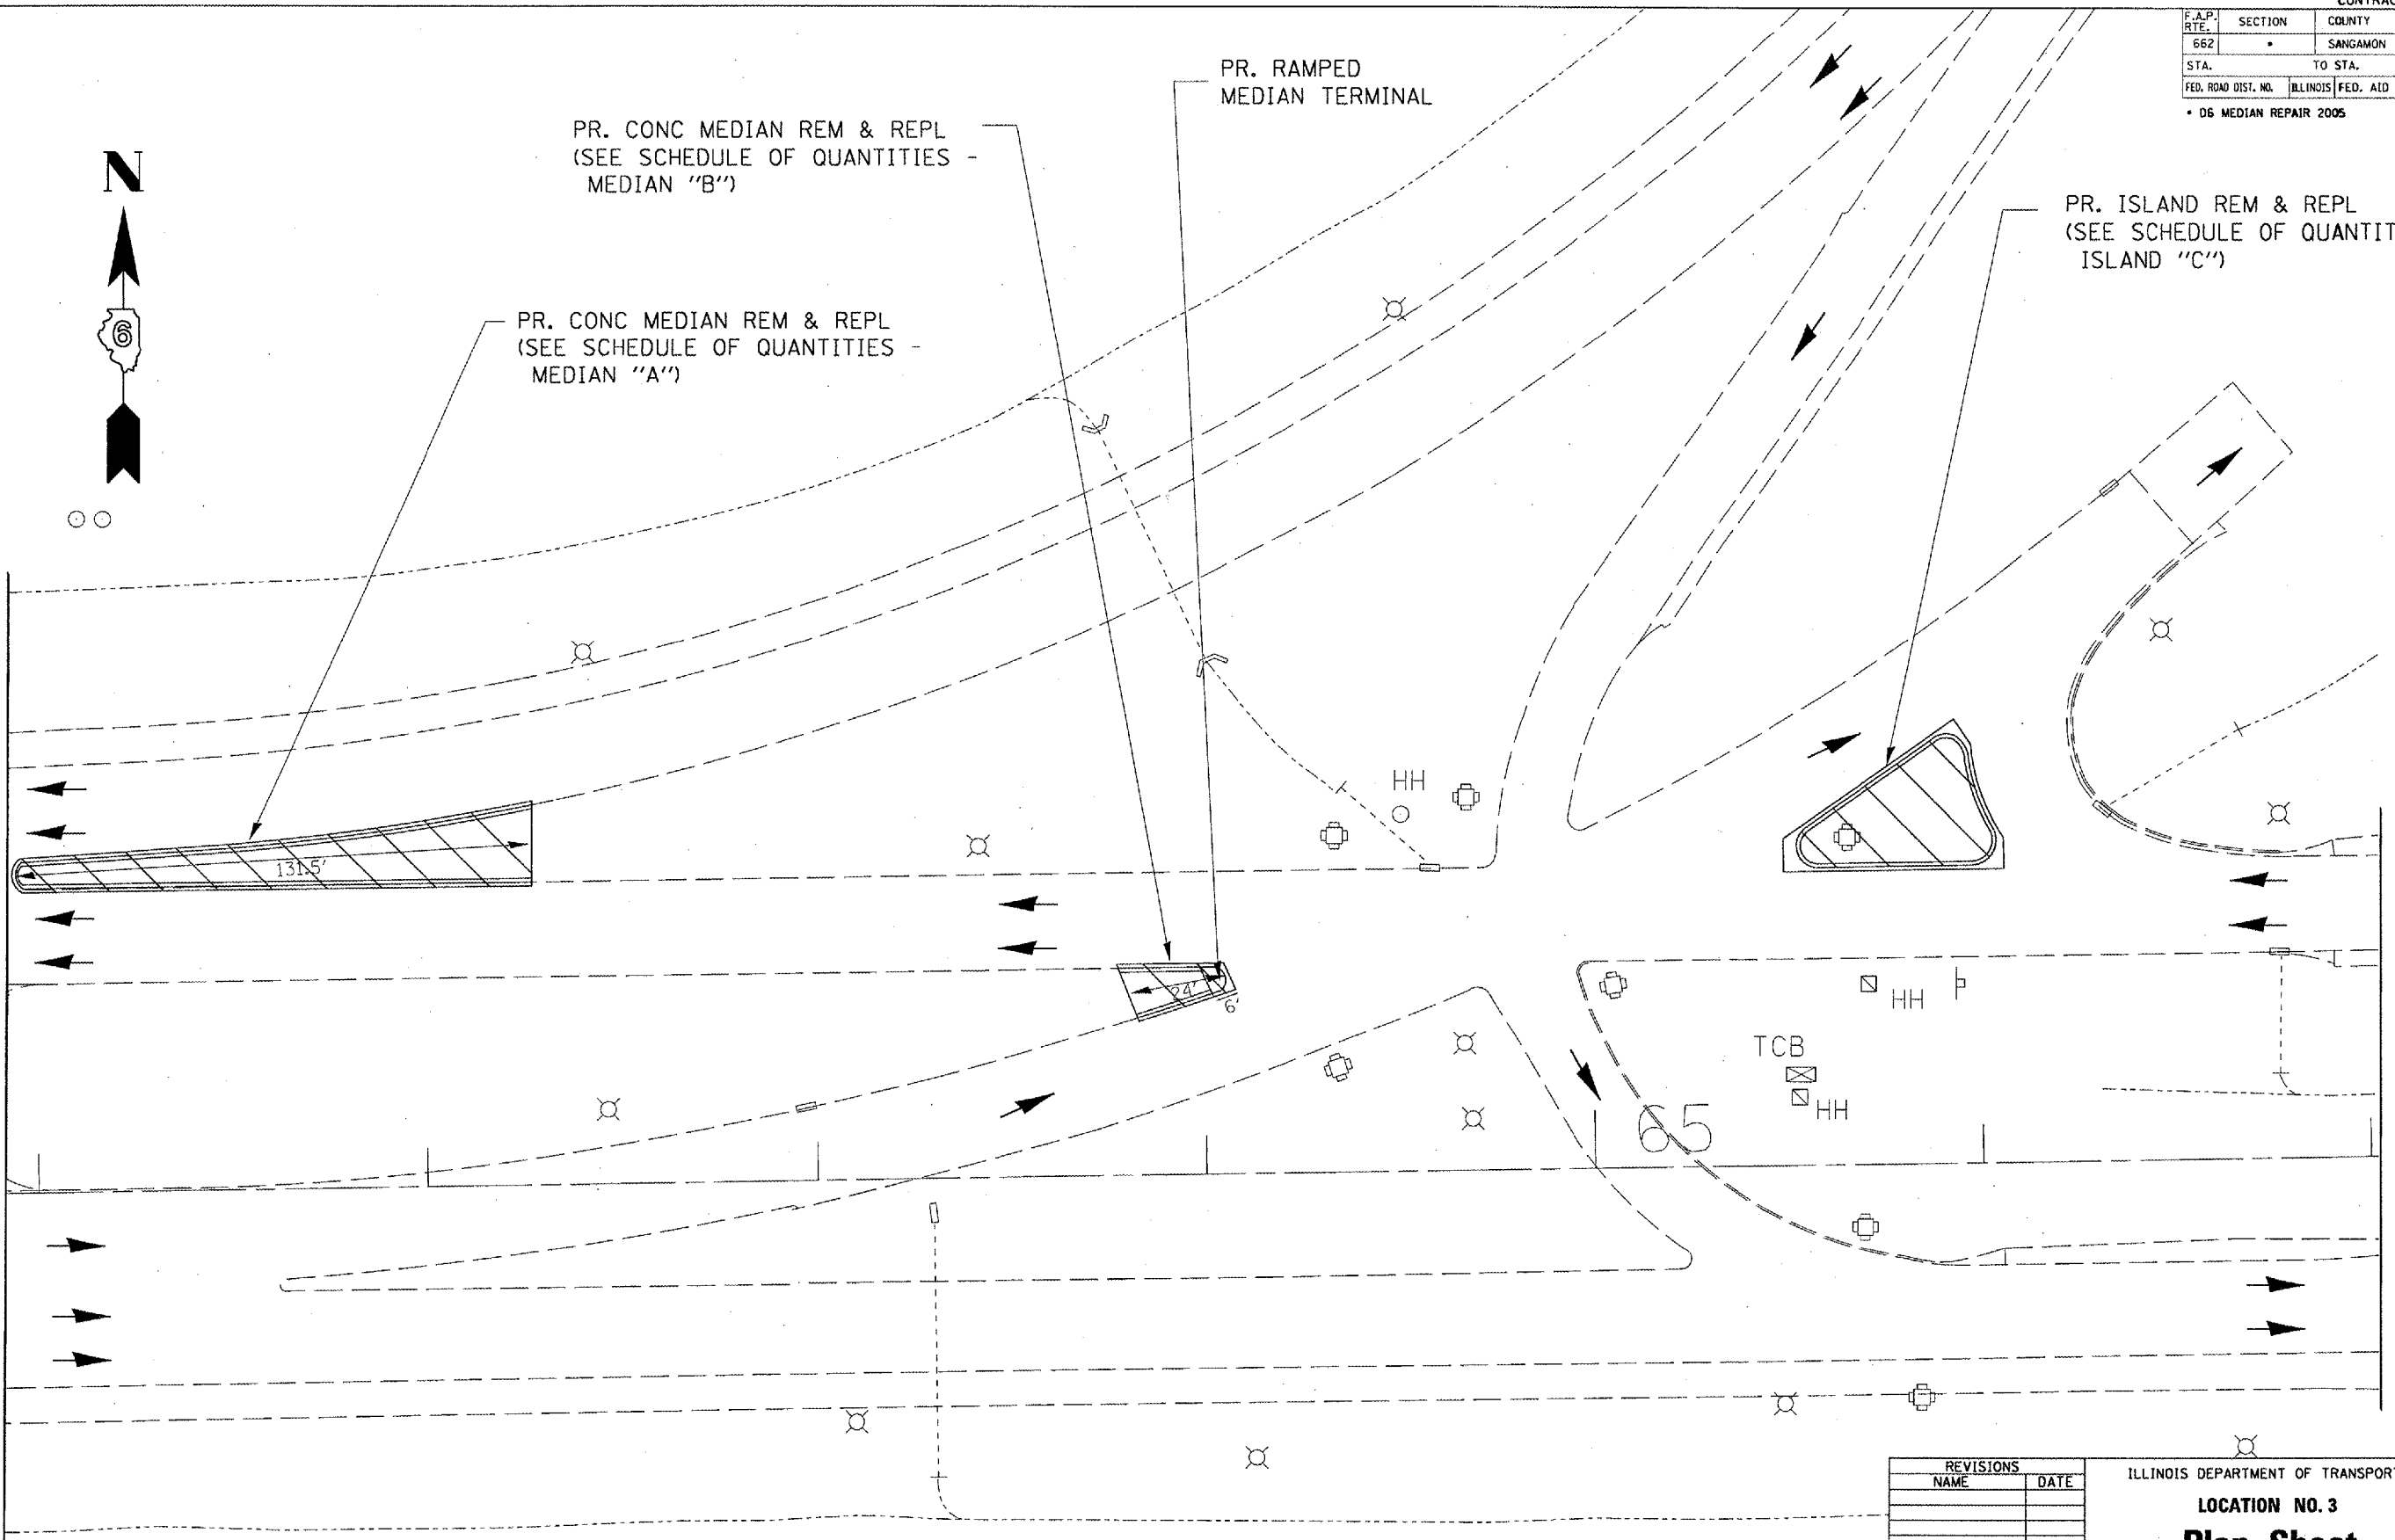 F.A.P. RTE. SECTION COUNTY
662 • SANGAMON
STA. TO STA.
FED. ROAD DIST. NO. ILLINOIS FED. AID
• D6 MEDIAN REPAIR 2005
PR. RAMPED
MEDIAN TERMINAL
PR. CONC MEDIAN REM & REPL
(SEE SCHEDULE OF QUANTITIES -
MEDIAN "B")
N
6
PR. ISLAND REM & REPL
(SEE SCHEDULE OF QUANTIT
ISLAND "C")
PR. CONC MEDIAN REM & REPL
(SEE SCHEDULE OF QUANTITIES -
MEDIAN "A")
HH
131.5'
24'
6'
HH
TCB
HH
65
REVISIONS
NAME DATE
ILLINOIS DEPARTMENT OF TRANSPOR
LOCATION NO. 3
Plan Sheet